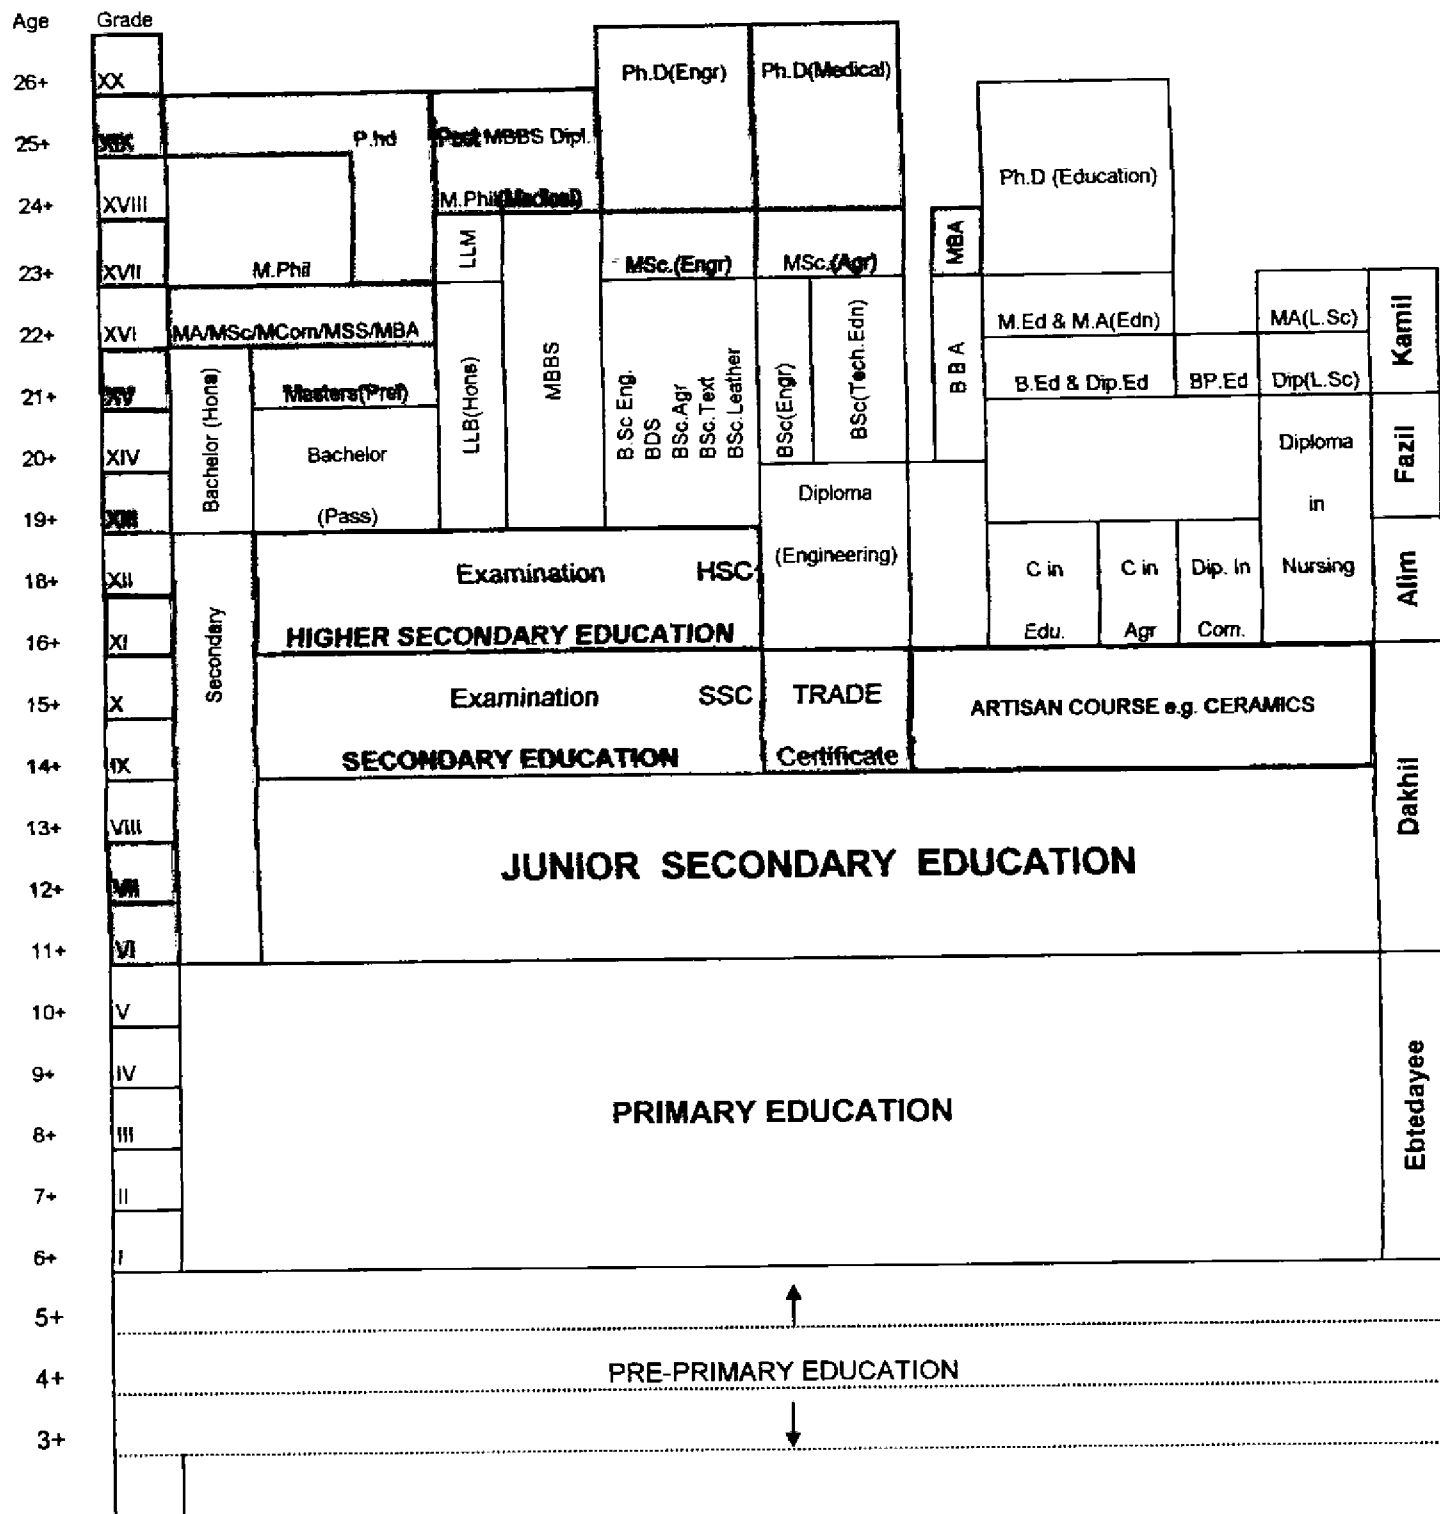 Age Grade
26+ XX Ph.D(Engr) Ph.D(Medical)
25+ XIX P.hd Post MBBS Dipl.
Ph.D (Education)
24+ XVIII M.Phil(Medical)
LLM MBA
23+ XVII M.Phil MSc.(Engr) MSc.(Agr)
22+ XVI MA/MSc/MCom/MSS/MBA M.Ed & M.A(Edn) MA(L.Sc)
Kamil
21+ XV Masters(Prel) B.Ed & Dip.Ed BP.Ed Dip(L.Sc)
Bachelor (Hons)
LLB(Hons)
MBBS
B.Sc Eng.
BDS
BSc.Agr
BSc.Text
BSc.Leather
BSc(Engr)
BSc(Tech.Edn)
B B A
20+ XIV Bachelor Diploma
Fazil
Diploma in
19+ XIII (Pass)
(Engineering)
18+ XII Examination HSC C in C in Dip. In Nursing
Alim
16+ XI HIGHER SECONDARY EDUCATION Edu. Agr Com.
Secondary
15+ X Examination SSC TRADE ARTISAN COURSE e.g. CERAMICS
14+ IX SECONDARY EDUCATION Certificate
Dakhil
13+ VIII
JUNIOR SECONDARY EDUCATION
12+ VII
11+ VI
10+ V
9+ IV
PRIMARY EDUCATION
Ebtedayee
8+ III
7+ II
6+ I
5+
4+ PRE-PRIMARY EDUCATION
3+